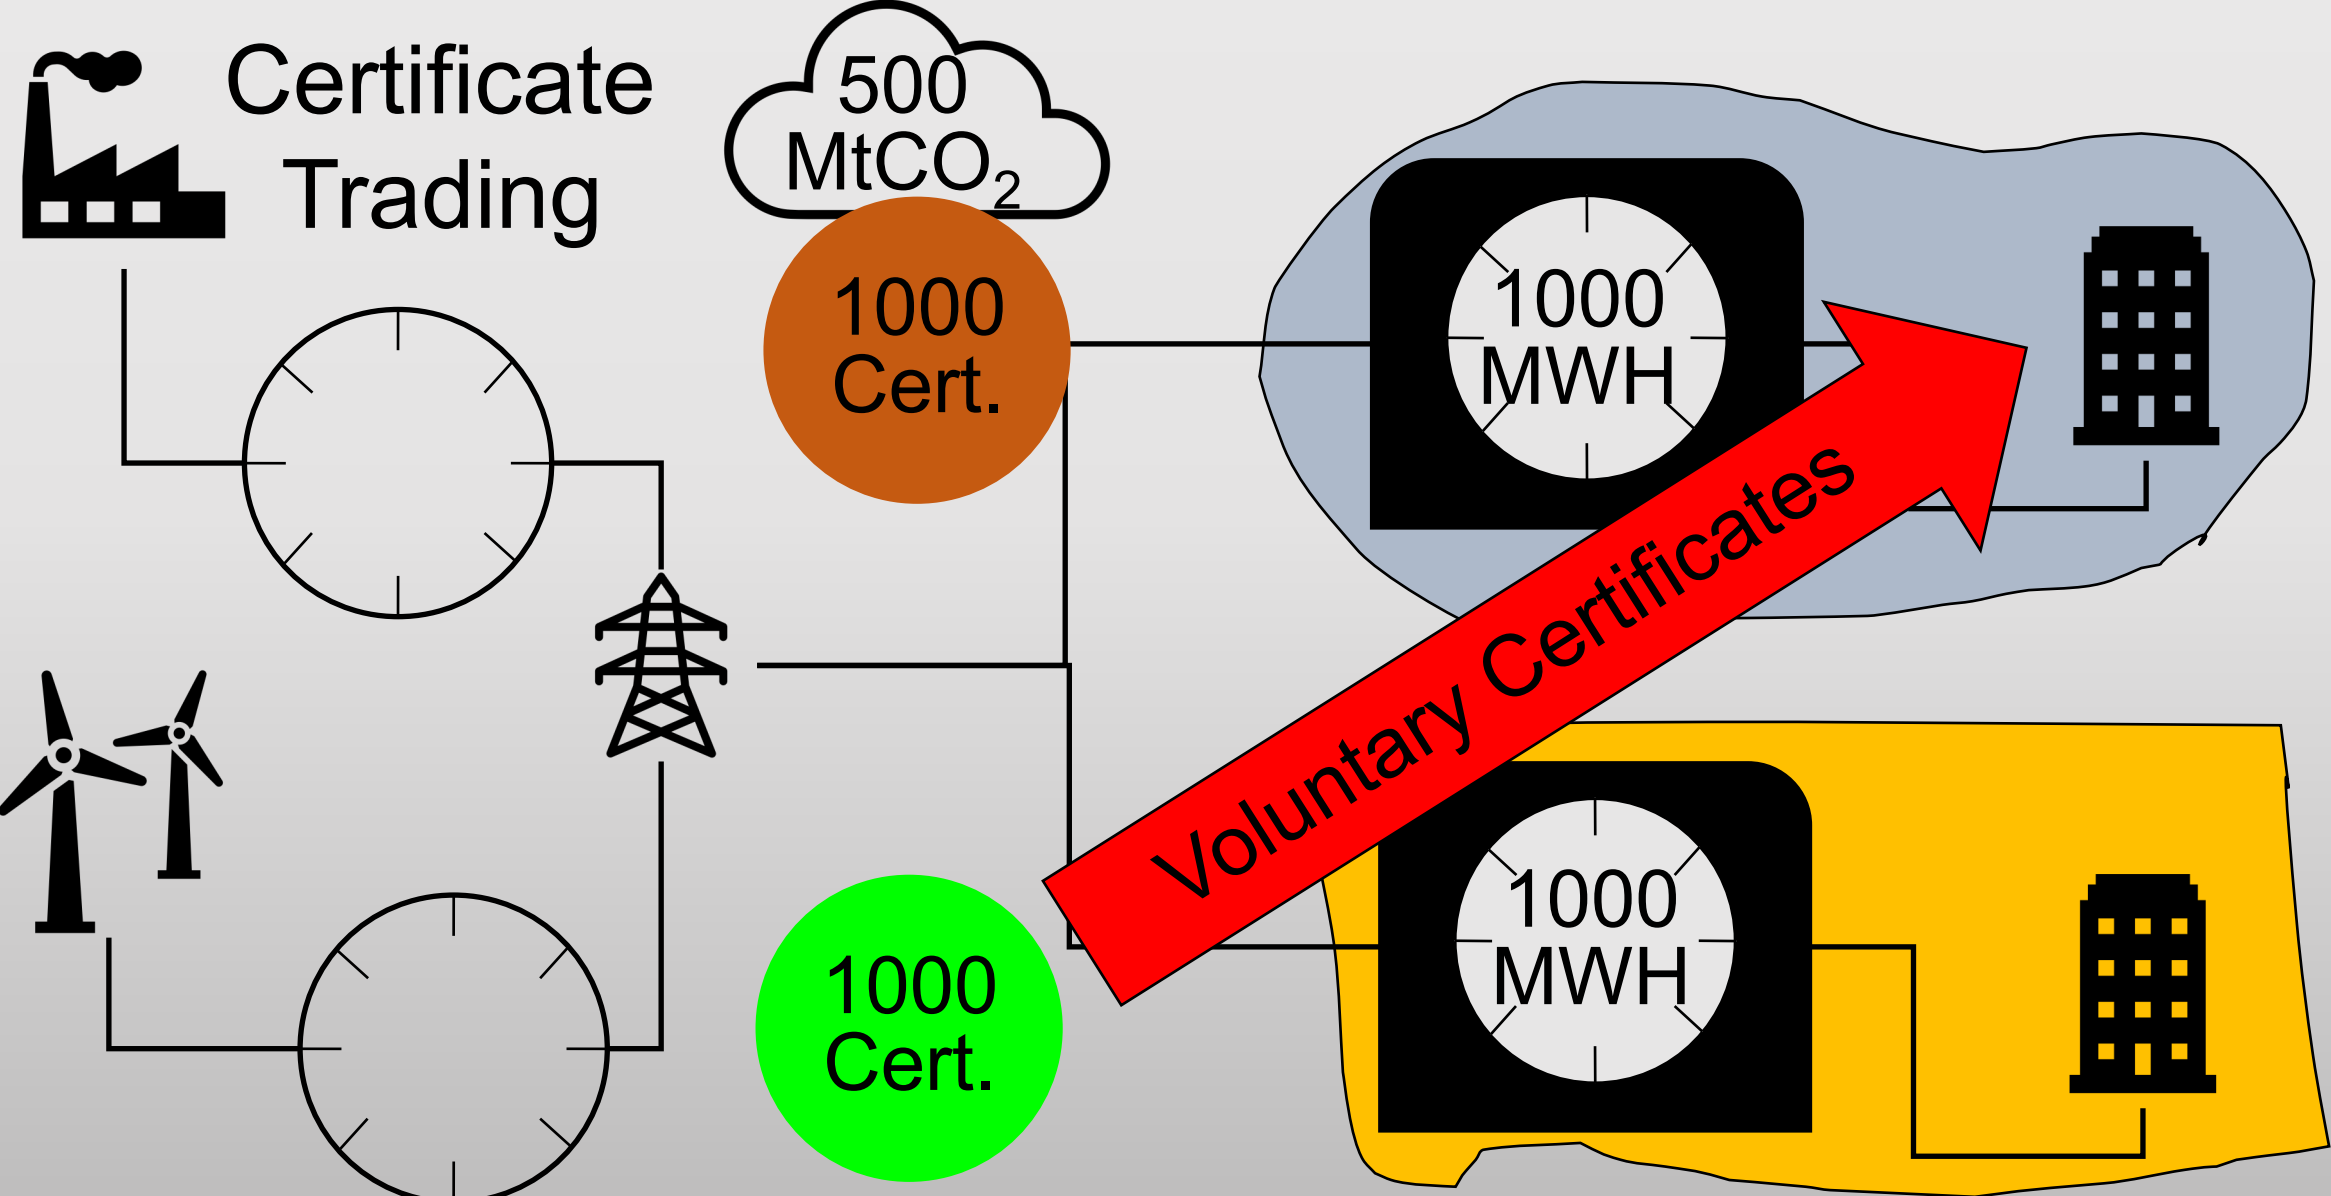 Certificate
Trading
500
MtCO₂
1000
Cert.
1000
MWH
Voluntary Certificates
1000
Cert.
1000
MWH